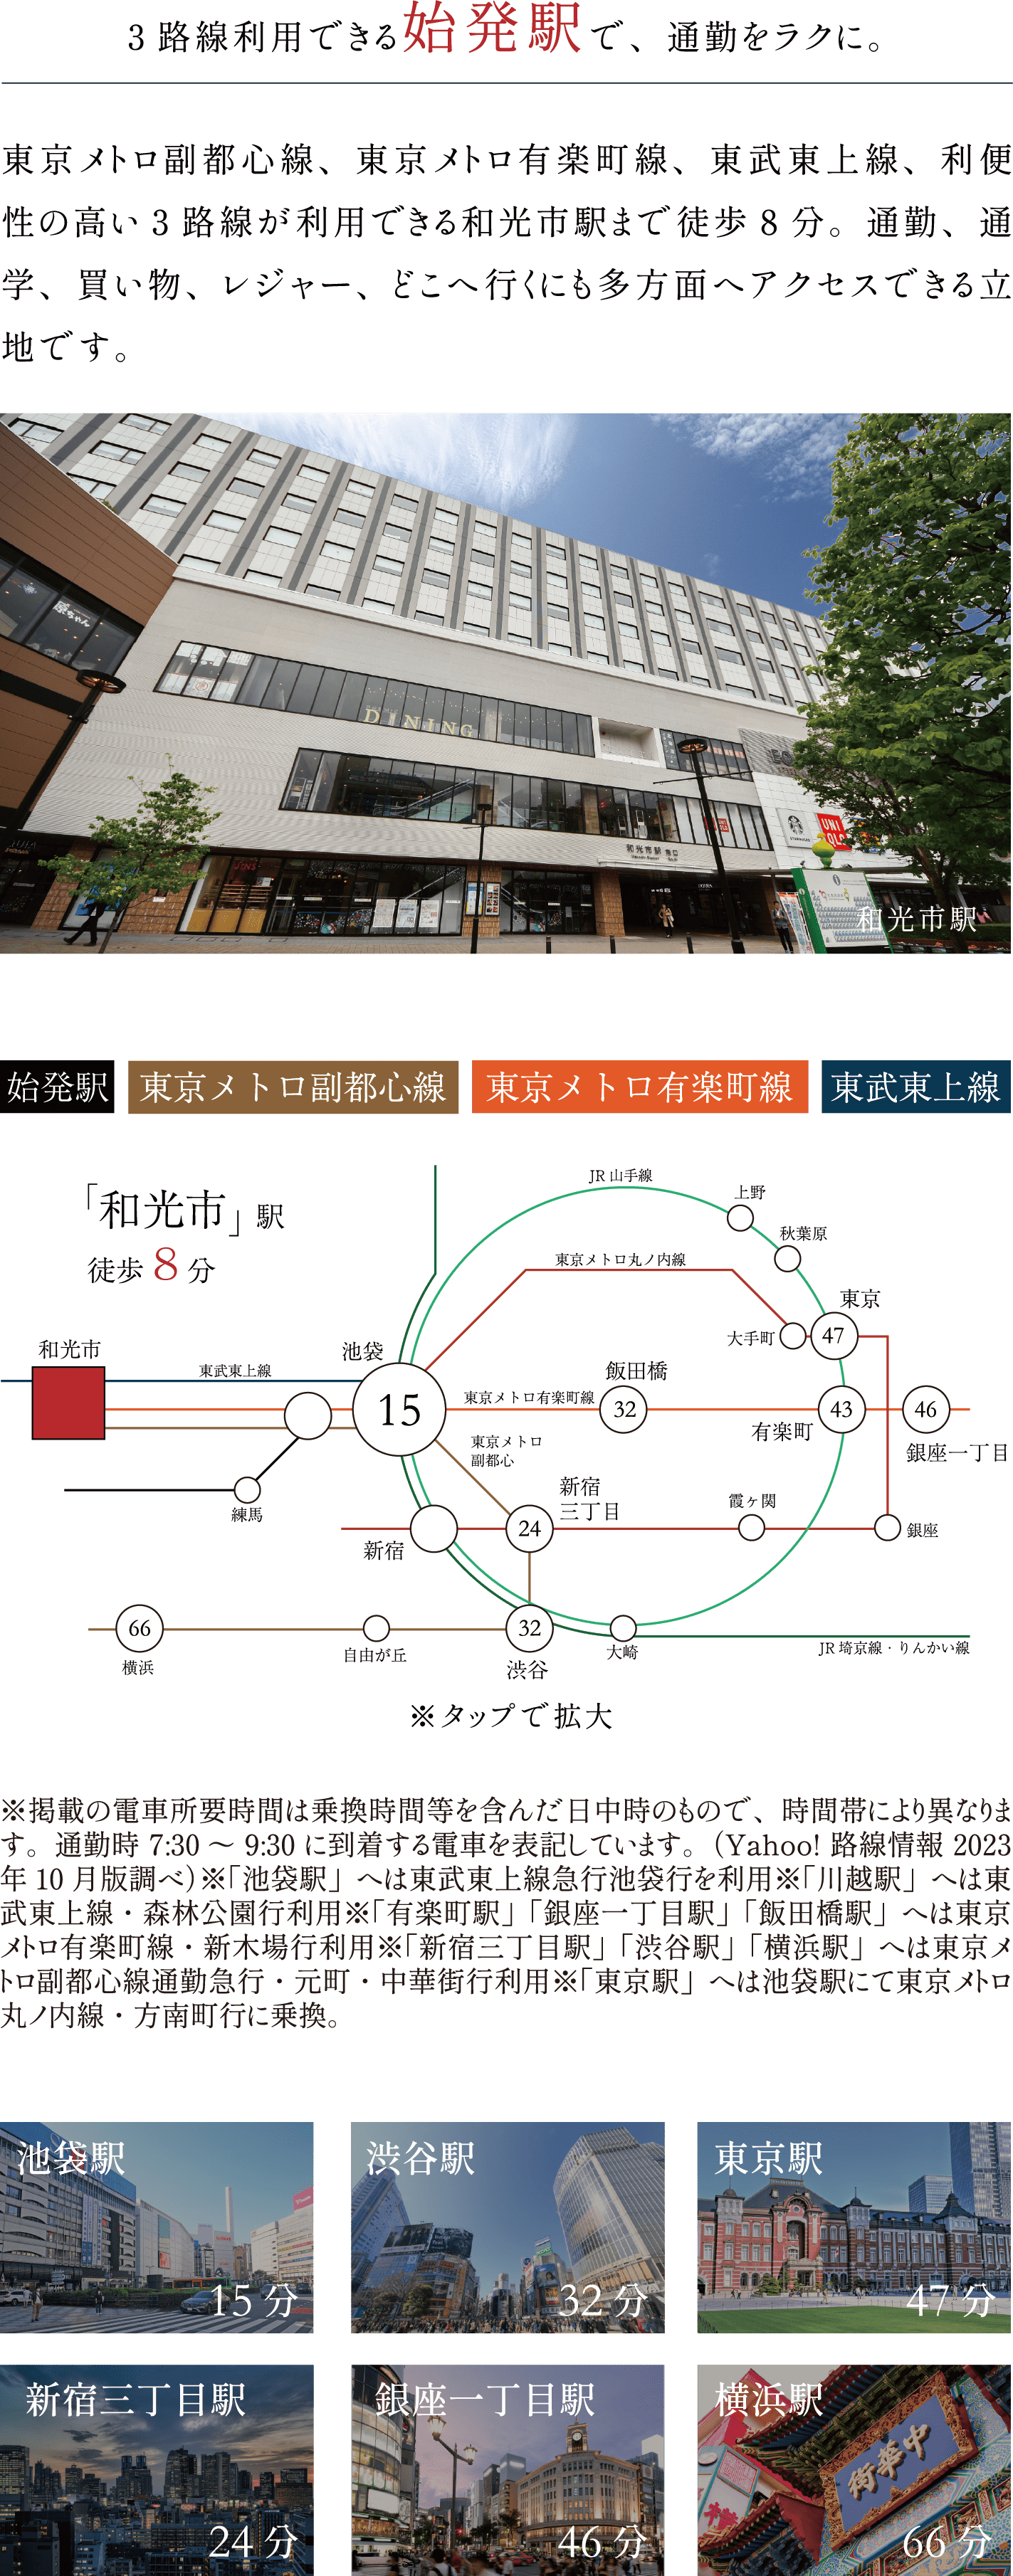 3 路線利用できる始発駅で、通勤をラクに。
東京メトロ副都心線、東京メトロ有楽町線、東武東上線、利便
性の高い 3 路線が利用できる和光市駅まで徒歩 8 分。通勤、通
学、買い物、レジャー、どこへ行くにも多方面へアクセスできる立
地です。
DINING
和光市駅 南口
UNI
QLO
和光市駅
始発駅
東京メトロ副都心線
東京メトロ有楽町線
東武東上線
「和光市」駅
徒歩 8 分
JR 山手線
上野
秋葉原
東京メトロ丸ノ内線
東京
大手町
47
和光市
東武東上線
池袋
15
東京メトロ有楽町線
飯田橋
32
43
有楽町
46
銀座一丁目
東京メトロ
副都心
練馬
新宿
新宿
三丁目
24
霞ヶ関
銀座
66
横浜
自由が丘
32
渋谷
大崎
JR 埼京線・りんかい線
※タップで拡大
※掲載の電車所要時間は乗換時間等を含んだ日中時のもので、時間帯により異なりま
す。通勤時 7:30 〜 9:30 に到着する電車を表記しています。（Yahoo! 路線情報 2023
年 10 月版調べ）※「池袋駅」へは東武東上線急行池袋行を利用※「川越駅」へは東
武東上線・森林公園行利用※「有楽町駅」「銀座一丁目駅」「飯田橋駅」へは東京
メトロ有楽町線・新木場行利用※「新宿三丁目駅」「渋谷駅」「横浜駅」へは東京メ
トロ副都心線通勤急行・元町・中華街行利用※「東京駅」へは池袋駅にて東京メトロ
丸ノ内線・方南町行に乗換。
池袋駅
15 分
渋谷駅
32 分
東京駅
47 分
新宿三丁目駅
24 分
銀座一丁目駅
46 分
横浜駅
中華街
66 分